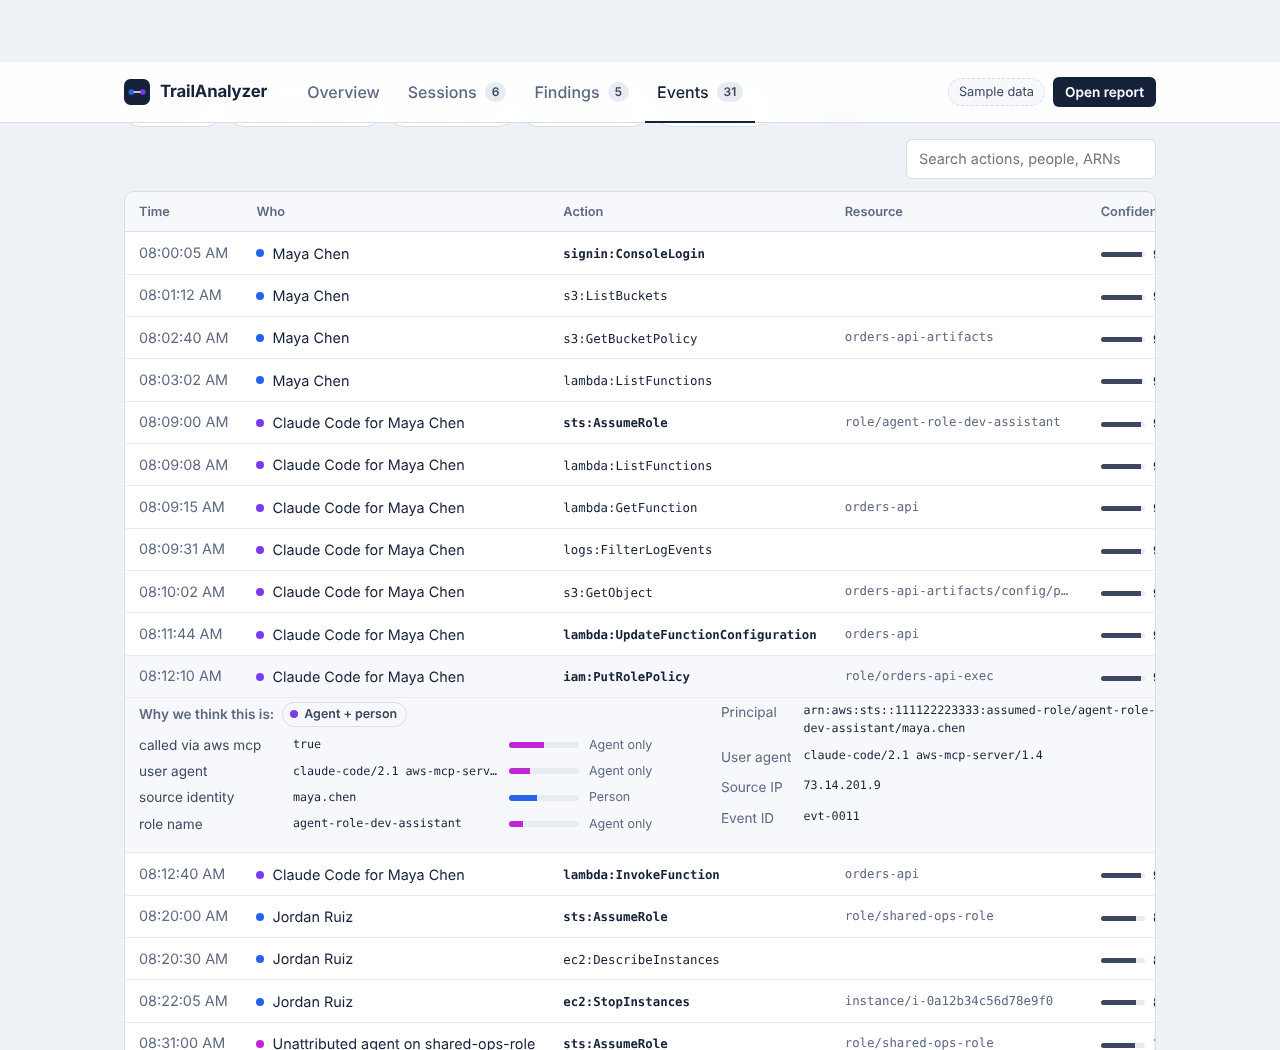 TrailAnalyzer Overview Sessions 6 Findings 5 Events 31 Sample data Open report
Search actions, people, ARNs
Time Who Action Resource
08:00:05 AM Maya Chen signin:ConsoleLogin
08:01:12 AM Maya Chen s3:ListBuckets
08:02:40 AM Maya Chen s3:GetBucketPolicy orders-api-artifacts
08:03:02 AM Maya Chen lambda:ListFunctions
08:09:00 AM Claude Code for Maya Chen sts:AssumeRole role/agent-role-dev-assistant
08:09:08 AM Claude Code for Maya Chen lambda:ListFunctions
08:09:15 AM Claude Code for Maya Chen lambda:GetFunction orders-api
08:09:31 AM Claude Code for Maya Chen logs:FilterLogEvents
08:10:02 AM Claude Code for Maya Chen s3:GetObject orders-api-artifacts/config/p…
08:11:44 AM Claude Code for Maya Chen lambda:UpdateFunctionConfiguration orders-api
08:12:10 AM Claude Code for Maya Chen iam:PutRolePolicy role/orders-api-exec
Why we think this is: Agent + person
called via aws mcp true Agent only
user agent claude-code/2.1 aws-mcp-serv… Agent only
source identity maya.chen Person
role name agent-role-dev-assistant Agent only
Principal arn:aws:sts::111122223333:assumed-role/agent-role-
dev-assistant/maya.chen
User agent claude-code/2.1 aws-mcp-server/1.4
Source IP 73.14.201.9
Event ID evt-0011
08:12:40 AM Claude Code for Maya Chen lambda:InvokeFunction orders-api
08:20:00 AM Jordan Ruiz sts:AssumeRole role/shared-ops-role
08:20:30 AM Jordan Ruiz ec2:DescribeInstances
08:22:05 AM Jordan Ruiz ec2:StopInstances instance/i-0a12b34c56d78e9f0
08:31:00 AM Unattributed agent on shared-ops-role sts:AssumeRole role/shared-ops-role